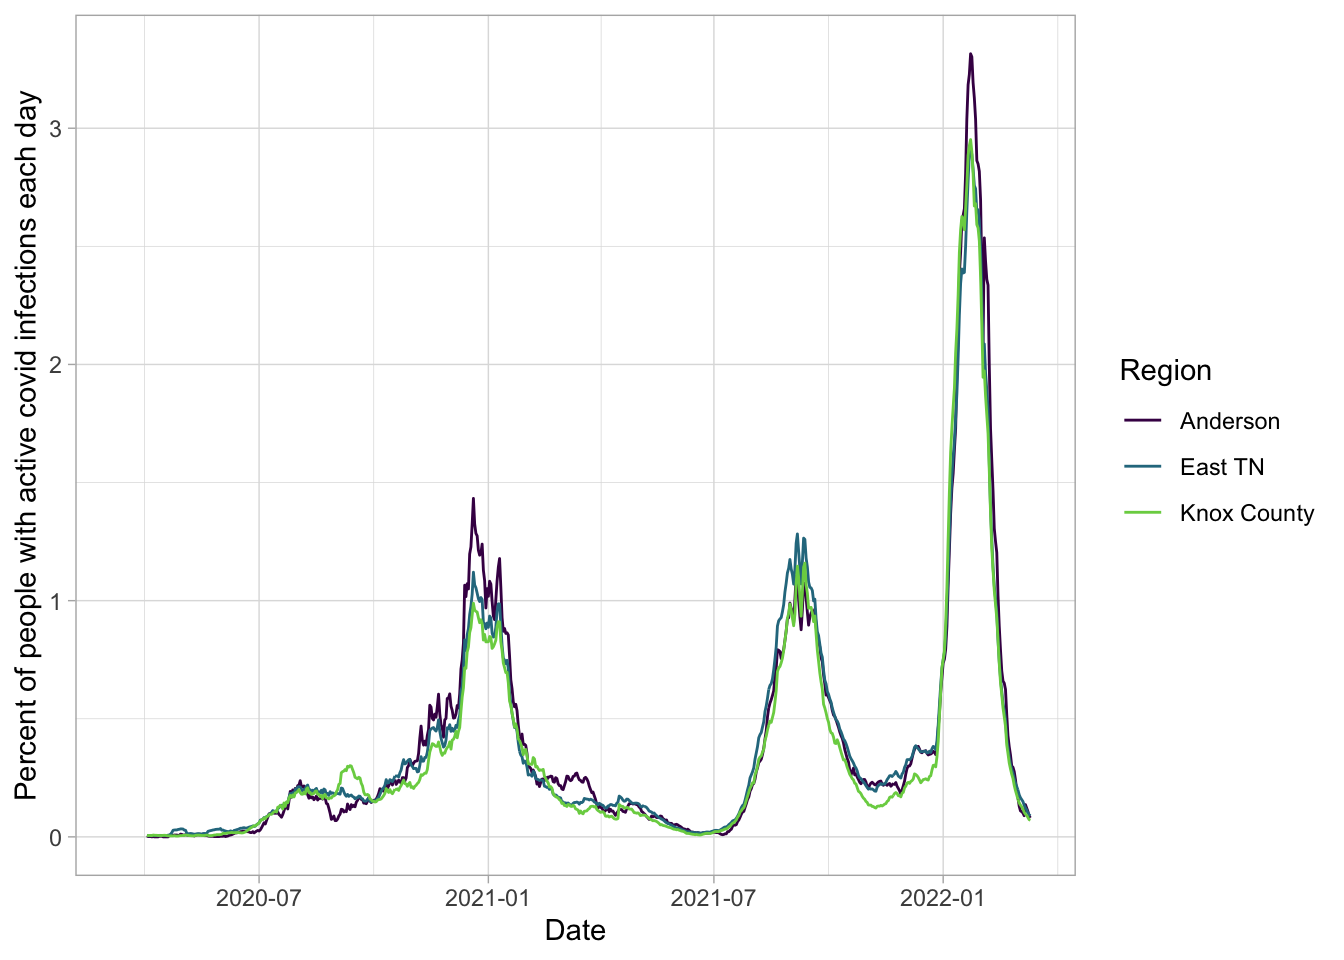 Percent of people with active covid infections each day
3
2
1
0
2020-07
2021-01
2021-07
2022-01
Date
Region
Anderson
East TN
Knox County